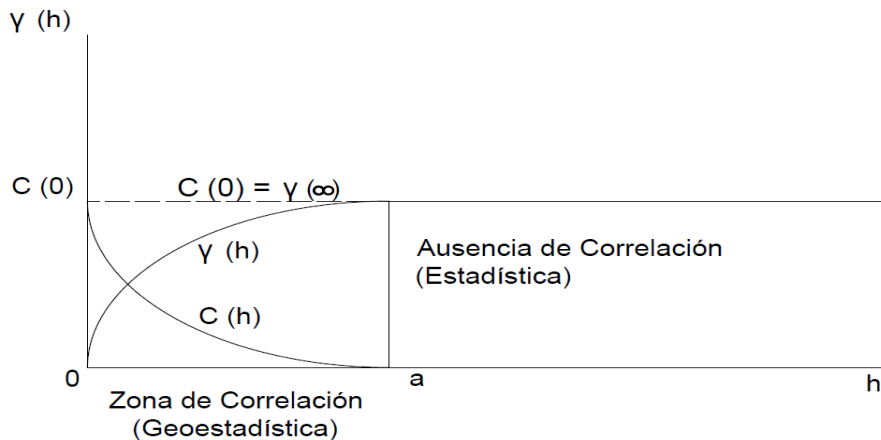 γ (h)
C (0)
C (0) = γ (∞)
γ (h)
Ausencia de Correlación
(Estadística)
C (h)
0
a
h
Zona de Correlación
(Geoestadística)